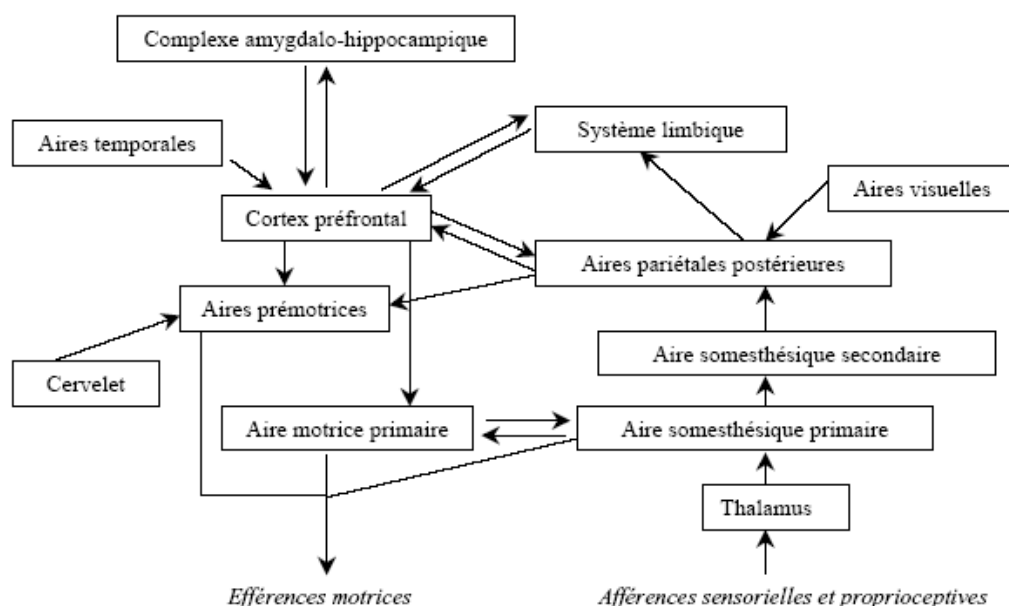 Complexe amygdalo-hippocampique
Aires temporales
Système limbique
Aires visuelles
Cortex préfrontal
Aires pariétales postérieures
Aires prémotrices
Aire somesthésique secondaire
Cervelet
Aire motrice primaire
Aire somesthésique primaire
Thalamus
Efférences motrices
Afférences sensorielles et proprioceptives